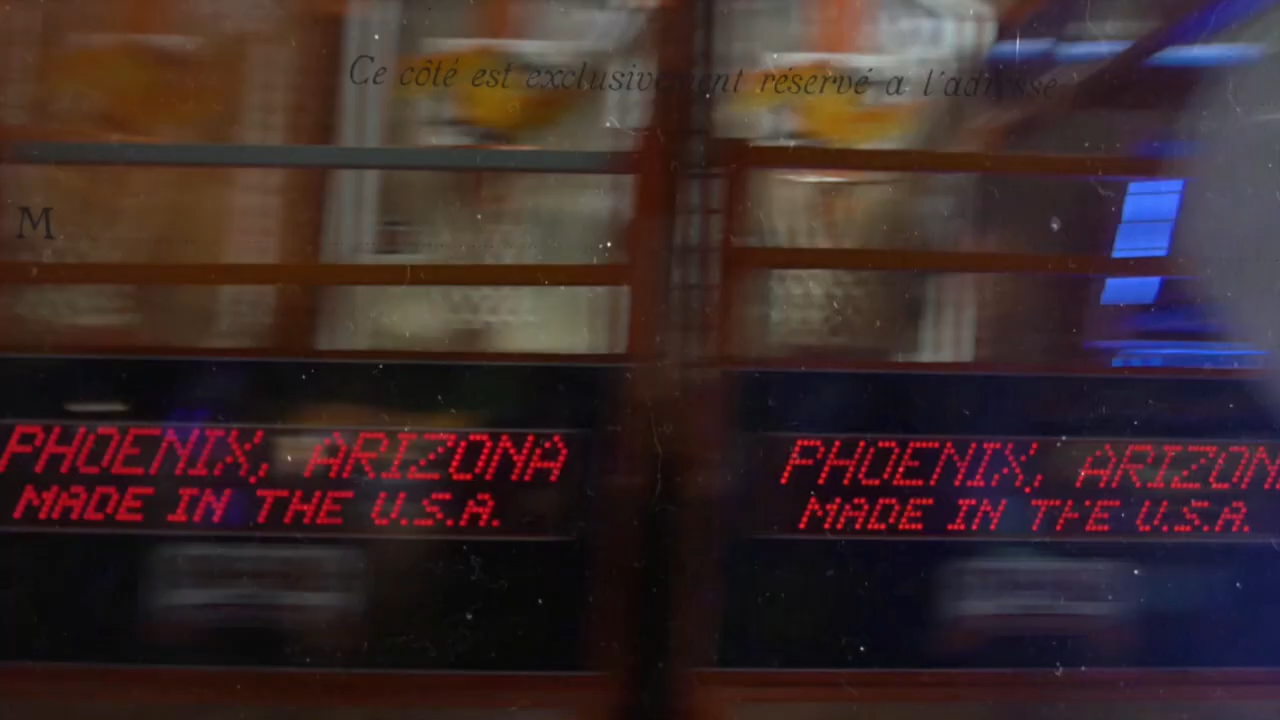 Ce côté est exclusivement réservé a l'adresse
M
PHOENIX, ARIZONA
MADE IN THE U.S.A.
PHOENIX, ARIZON
MADE IN THE U.S.A.